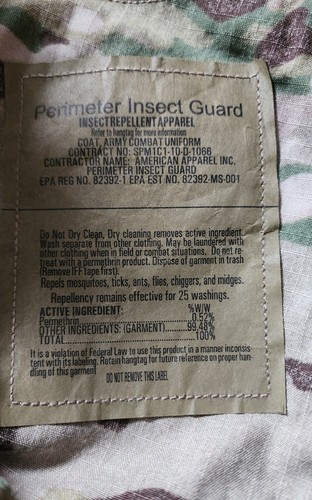 Perimeter Insect Guard
INSECT REPELLENT APPAREL
Refer to hangtag for more information
COAT, ARMY COMBAT UNIFORM
CONTRACT NO: SPM1C1-10-D-1066
CONTRACTOR NAME: AMERICAN APPAREL INC.
PERIMETER INSECT GUARD
EPA REG NO. 82392-1 EPA EST NO. 82392-MS-001
Do Not Dry Clean, Dry cleaning removes active ingredient.
Wash separate from other clothing. May be laundered with
other clothing when in field or combat situations. Do not re-
treat with a permethrin product. Dispose of garment in trash
(Remove IFF tape first).
Repels mosquitoes, ticks, ants, flies, chiggers, and midges.
Repellency remains effective for 25 washings.
ACTIVE INGREDIENT: %W/W
Permethrin 0.52%
OTHER INGREDIENTS: (GARMENT) 99.48%
TOTAL 100%
It is a violation of Federal Law to use this product in a manner inconsis
tent with its labeling. Retain hangtag for future reference on proper han-
dling of this garment
DO NOT REMOVE THIS LABEL